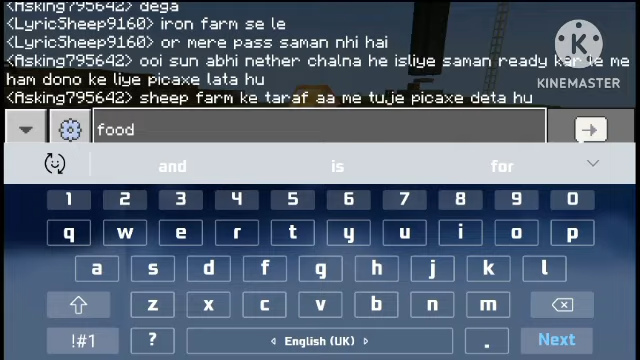 <Asking795642> dega
<LyricSheep9160> iron farm se le
<LyricSheep9160> or mere pass saman nhi hai
<Asking795642> ooi sun abhi nether chalna he isliye saman ready kar le me
ham dono ke liye picaxe lata hu
<Asking795642> sheep farm ke taraf aa me tuje picaxe deta hu
KINEMASTER
food
and is for
1 2 3 4 5 6 7 8 9 0
q w e r t y u i o p
a s d f g h j k l
z x c v b n m
!#1 ? English (UK) . Next